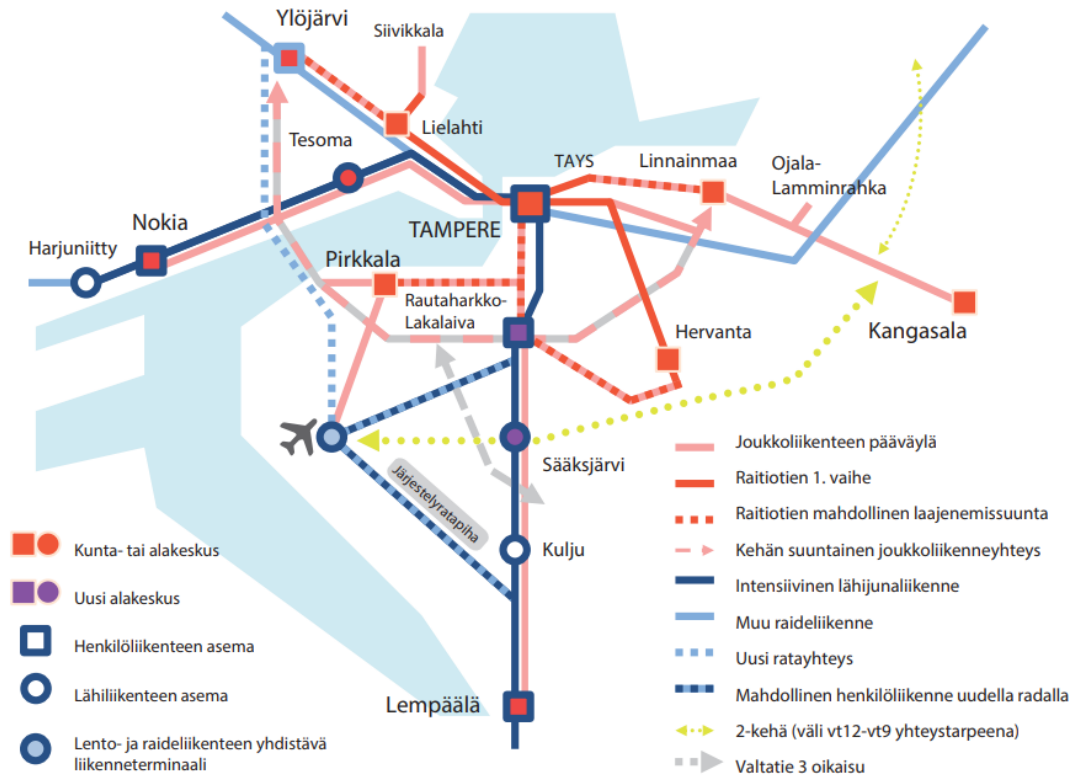 Ylöjärvi
Siivikkala
Lielahti
Tesoma
TAYS
Linnainmaa
Ojala-
Lamminrahka
Nokia
TAMPERE
Harjuniitty
Pirkkala
Rautaharkko-
Lakalaiva
Hervanta
Kangasala
Sääksjärvi
Järjestelyratapiha
Kulju
Lempäälä
Kunta- tai alakeskus
Uusi alakeskus
Henkilöliikenteen asema
Lähiliikenteen asema
Lento- ja raideliikenteen yhdistävä
liikenneterminaali
Joukkoliikenteen pääväylä
Raitiotien 1. vaihe
Raitiotien mahdollinen laajenemissuunta
Kehän suuntainen joukkoliikenneyhteys
Intensiivinen lähijunaliikenne
Muu raideliikenne
Uusi ratayhteys
Mahdollinen henkilöliikenne uudella radalla
2-kehä (väli vt12-vt9 yhteystarpeena)
Valtatie 3 oikaisu